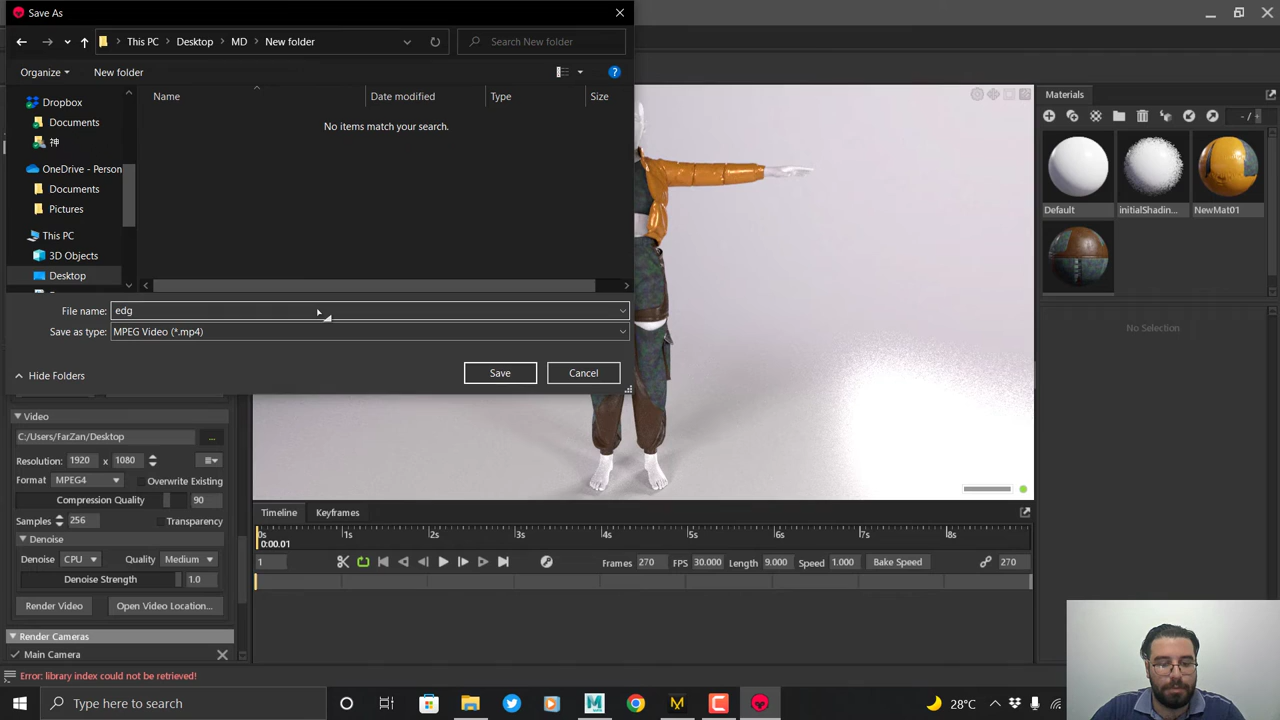 Save As
This PC Desktop MD New folder Search New folder
Organize New folder
Name Date modified Type Size
No items match your search.
Dropbox
Documents
神
OneDrive - Person
Documents
Pictures
This PC
3D Objects
Desktop
File name: edg
Save as type: MPEG Video (*.mp4)
Hide Folders Save Cancel
Materials
- /
Default initialShadin... NewMat01
No Selection
Video
C:/Users/FarZan/Desktop ...
Resolution: 1920 x 1080
Format MPEG4 Overwrite Existing
Compression Quality 90
Samples 256 Transparency
Denoise
Denoise CPU Quality Medium
Denoise Strength 1.0
Render Video Open Video Location...
Render Cameras
Main Camera
Timeline Keyframes
0s 1s 2s 3s 4s 5s 6s 7s 8s
0:00.01
1 Frames 270 FPS 30.000 Length 9.000 Speed 1.000 Bake Speed 270
Error: library index could not be retrieved!
Type here to search 28°C